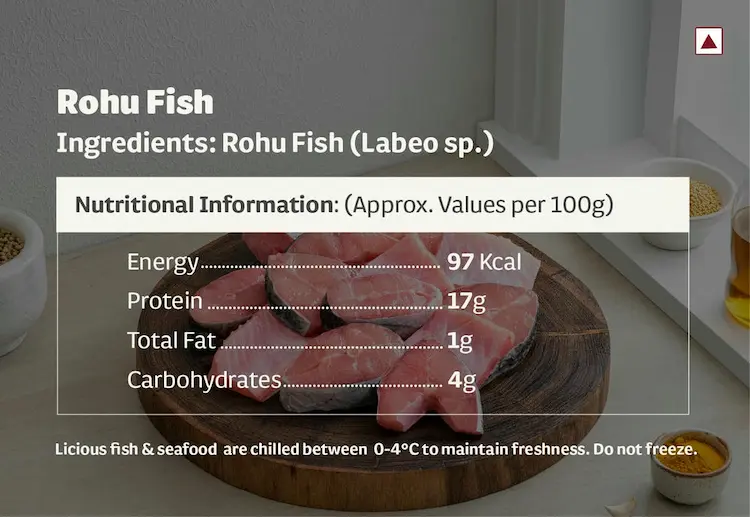 Rohu Fish
Ingredients: Rohu Fish (Labeo sp.)
Nutritional Information: (Approx. Values per 100g)
Energy........................................ 97 Kcal
Protein........................................ 17g
Total Fat........................................ 1g
Carbohydrates........................................ 4g
Licious fish & seafood are chilled between 0-4°C to maintain freshness. Do not freeze.